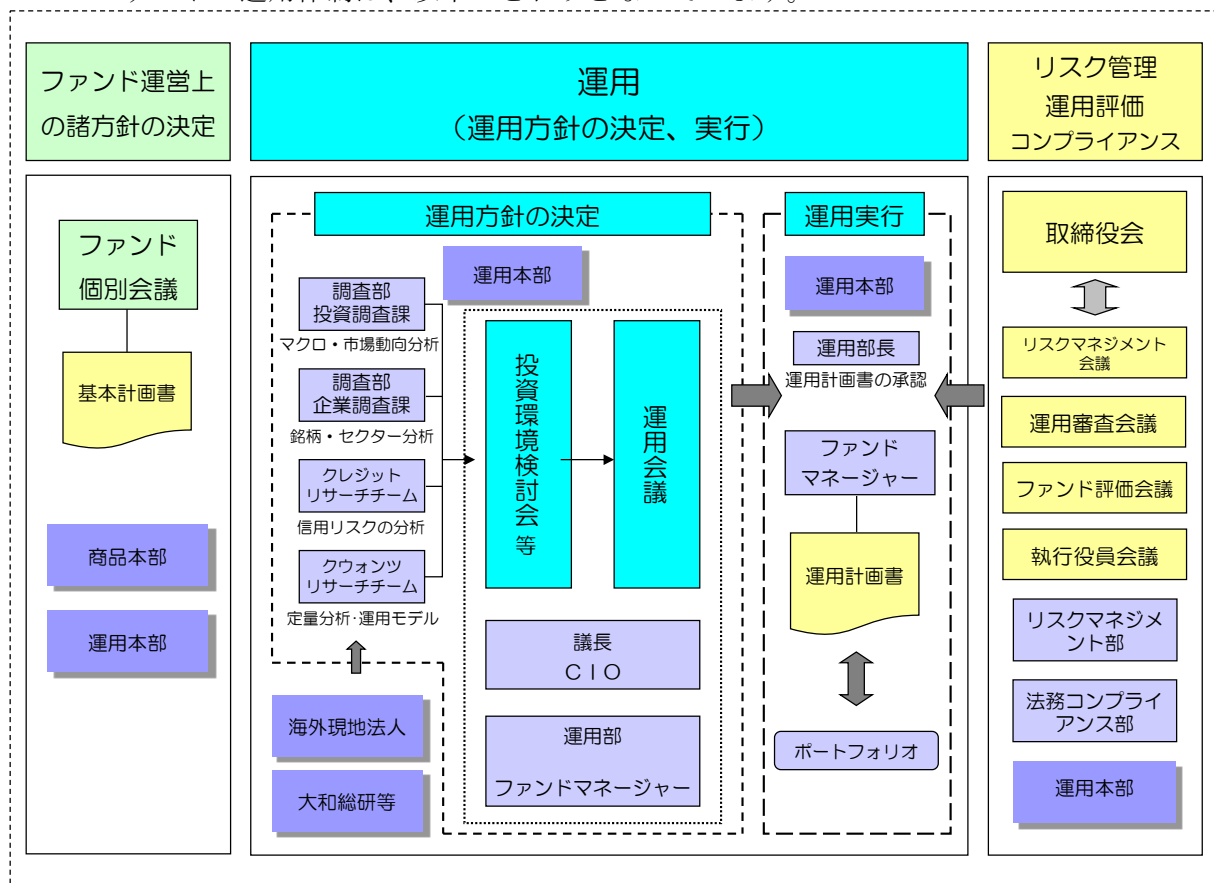 ファンド運営上
の諸方針の決定
運用
（運用方針の決定、実行）
リスク管理
運用評価
コンプライアンス
ファンド
個別会議
基本計画書
商品本部
運用本部
運用方針の決定
運用本部
調査部
投資調査課
マクロ・市場動向分析
調査部
企業調査課
銘柄・セクター分析
クレジット
リサーチチーム
信用リスクの分析
クウォンツ
リサーチチーム
定量分析・運用モデル
海外現地法人
大和総研等
投資環境検討会等
運用会議
議長
ＣＩＯ
運用部
ファンドマネージャー
運用実行
運用本部
運用部長
運用計画書の承認
ファンド
マネージャー
運用計画書
ポートフォリオ
取締役会
リスクマネジメント
会議
運用審査会議
ファンド評価会議
執行役員会議
リスクマネジメ
ント部
法務コンプライ
アンス部
運用本部